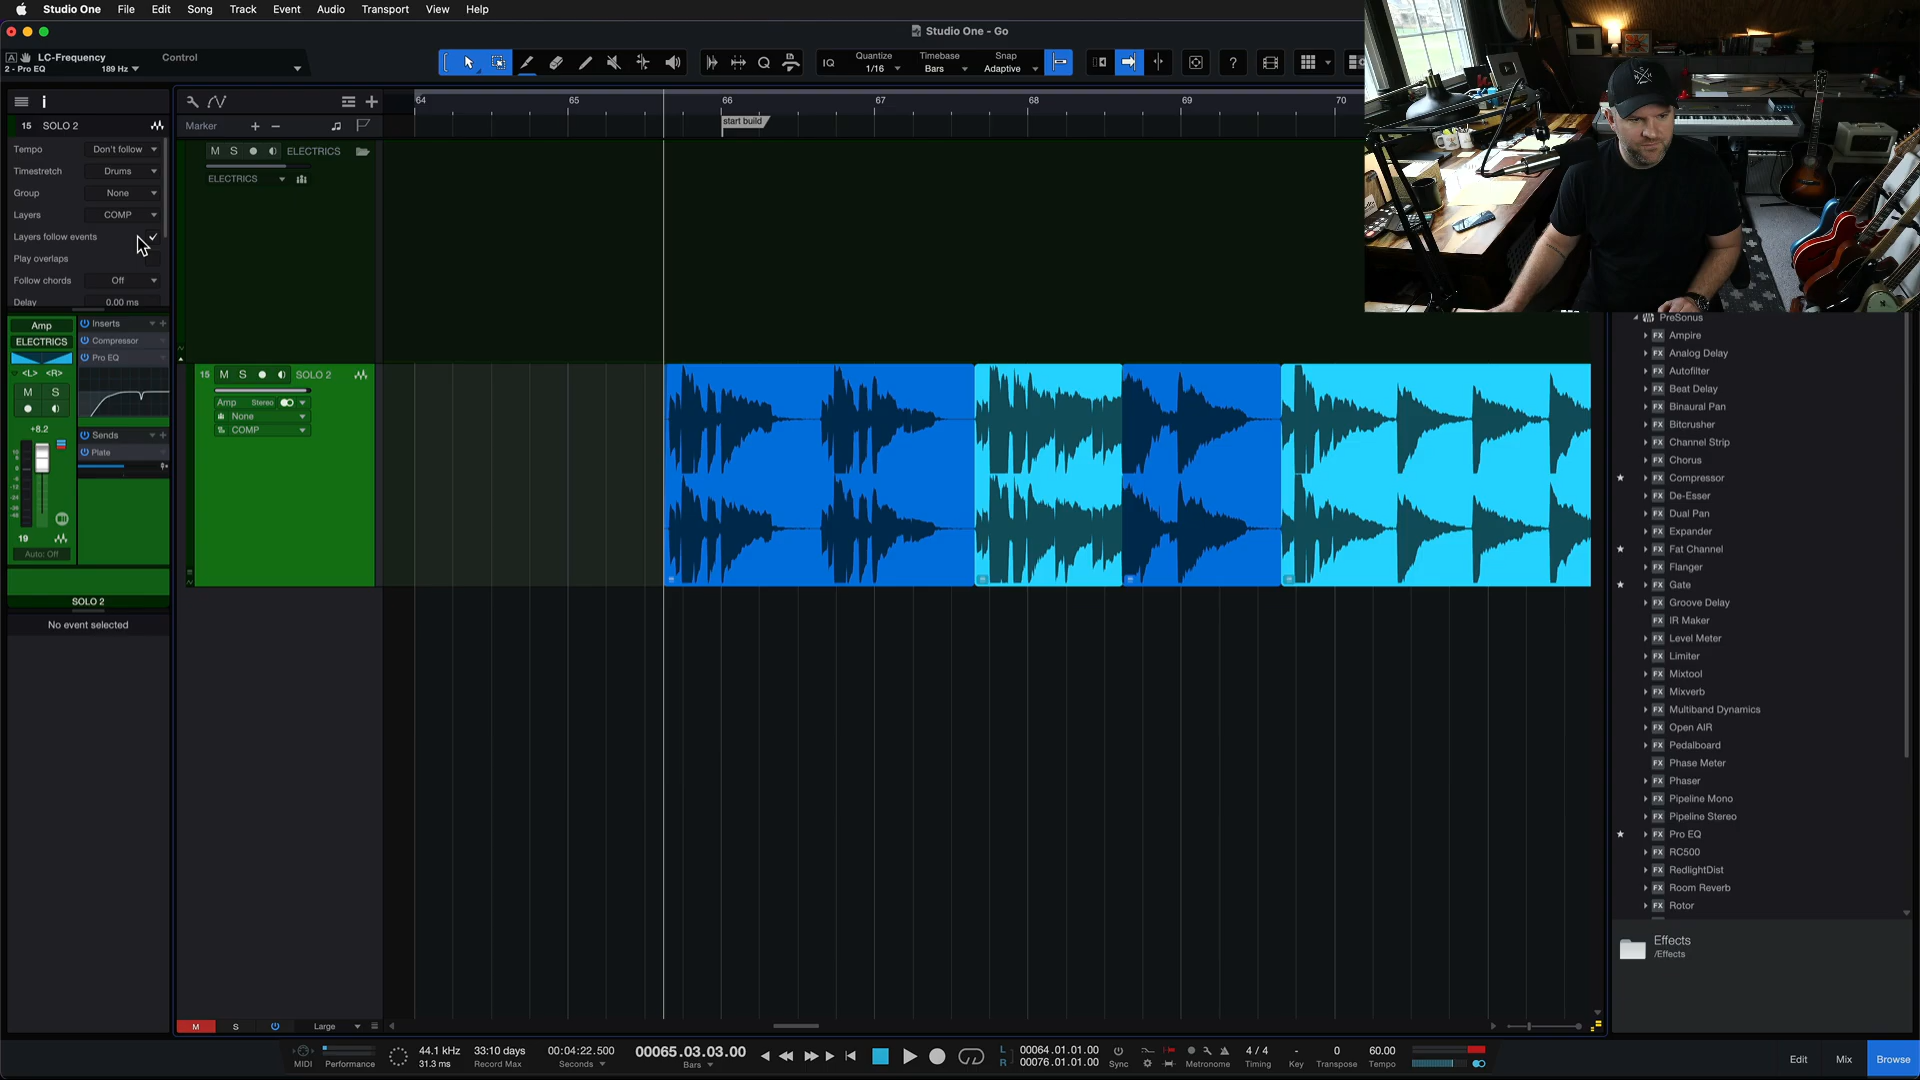 Studio One File Edit Song Track Event Audio Transport View Help
Studio One - Go
LC-Frequency
2 - Pro EQ 189 Hz
Control
IQ
Quantize
1/16
Timebase
Bars
Snap
Adaptive
?
i
15 SOLO 2
Tempo Don't follow
Timestretch Drums
Group None
Layers COMP
Layers follow events
Play overlaps
Follow chords Off
Delay 0.00 ms
Amp
ELECTRICS
<L> <R>
M S
+8.2
19
Auto: Off
Inserts
Compressor
Pro EQ
Sends
Plate
SOLO 2
No event selected
Marker
64 65 66 67 68 69 70
start build
M S ELECTRICS
ELECTRICS
15 M S SOLO 2
Amp Stereo
None
COMP
PreSonus
FX Ampire
FX Analog Delay
FX Autofilter
FX Beat Delay
FX Binaural Pan
FX Bitcrusher
FX Channel Strip
FX Chorus
FX Compressor
FX De-Esser
FX Dual Pan
FX Expander
FX Fat Channel
FX Flanger
FX Gate
FX Groove Delay
FX IR Maker
FX Level Meter
FX Limiter
FX Mixtool
FX Mixverb
FX Multiband Dynamics
FX Open AIR
FX Pedalboard
FX Phase Meter
FX Phaser
FX Pipeline Mono
FX Pipeline Stereo
FX Pro EQ
FX RC500
FX RedlightDist
FX Room Reverb
FX Rotor
Effects
/Effects
M S Large
MIDI
Performance
44.1 kHz
31.3 ms
33:10 days
Record Max
00:04:22.500
Seconds
00065.03.03.00
Bars
L 00064.01.01.00
R 00076.01.01.00
Sync
Metronome
4 / 4
Timing
-
Key
0
Transpose
60.00
Tempo
Edit Mix Browse